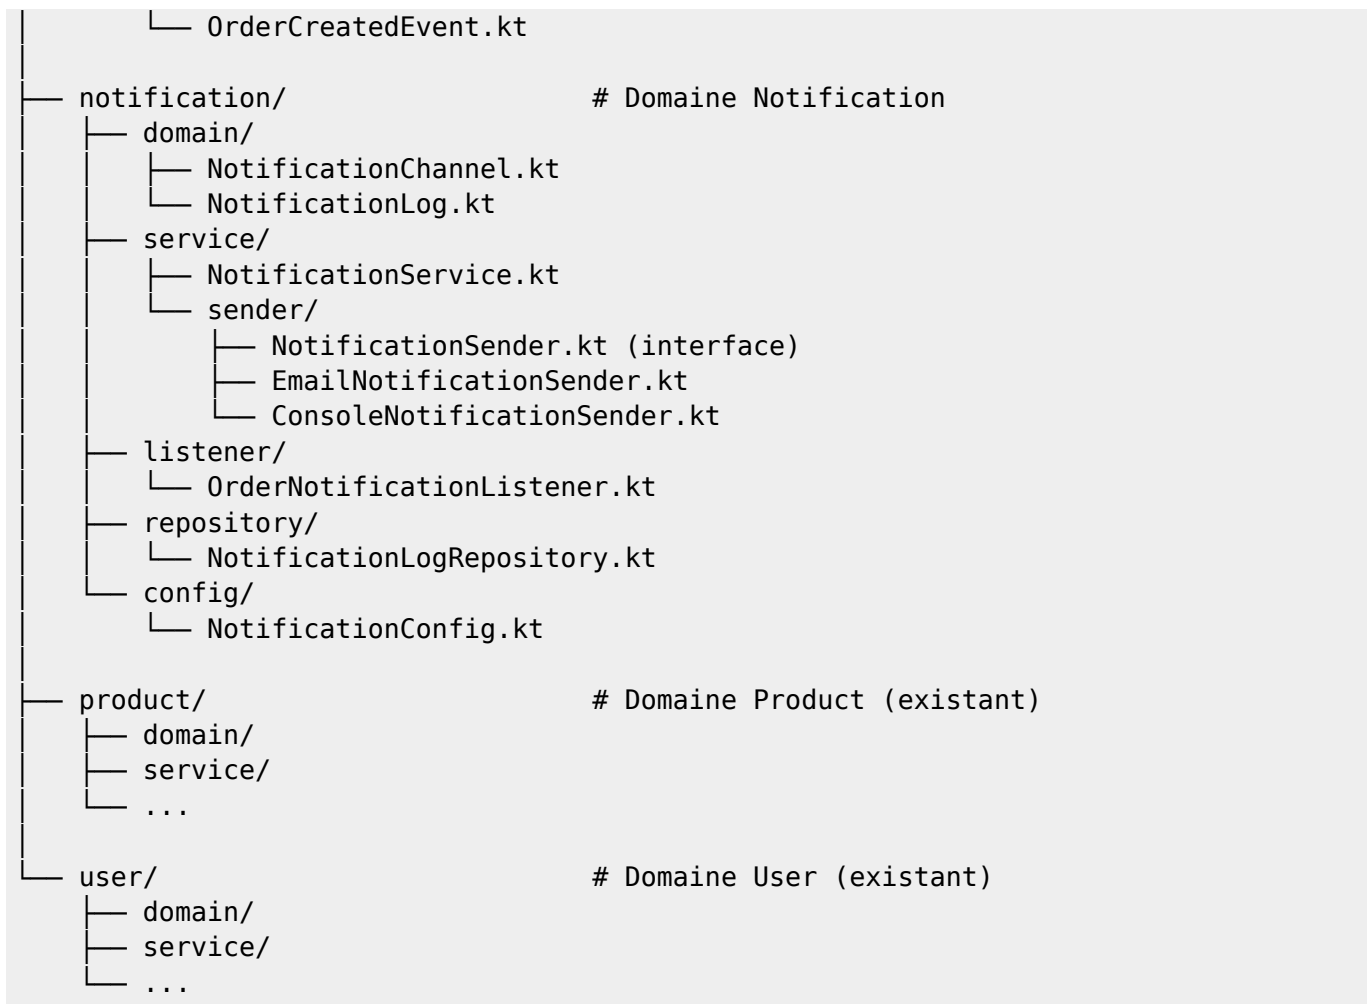 │       └── OrderCreatedEvent.kt
│
├── notification/                   # Domaine Notification
│   ├── domain/
│   │   ├── NotificationChannel.kt
│   │   └── NotificationLog.kt
│   ├── service/
│   │   ├── NotificationService.kt
│   │   └── sender/
│   │       ├── NotificationSender.kt (interface)
│   │       ├── EmailNotificationSender.kt
│   │       └── ConsoleNotificationSender.kt
│   ├── listener/
│   │   └── OrderNotificationListener.kt
│   ├── repository/
│   │   └── NotificationLogRepository.kt
│   └── config/
│       └── NotificationConfig.kt
│
├── product/                        # Domaine Product (existant)
│   ├── domain/
│   ├── service/
│   └── ...
│
└── user/                           # Domaine User (existant)
    ├── domain/
    ├── service/
    └── ...